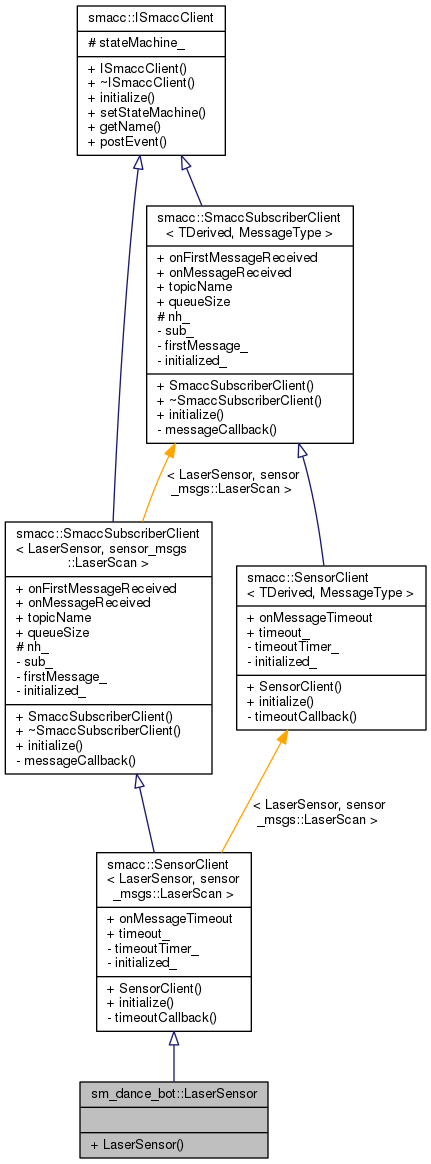 smacc::ISmaccClient
# stateMachine_
+ ISmaccClient()
+ ~ISmaccClient()
+ initialize()
+ setStateMachine()
+ getName()
+ postEvent()
smacc::SmaccSubscriberClient
< TDerived, MessageType >
+ onFirstMessageReceived
+ onMessageReceived
+ topicName
+ queueSize
# nh_
- sub_
- firstMessage_
- initialized_
+ SmaccSubscriberClient()
+ ~SmaccSubscriberClient()
+ initialize()
- messageCallback()
< LaserSensor, sensor
_msgs::LaserScan >
smacc::SmaccSubscriberClient
< LaserSensor, sensor_msgs
::LaserScan >
+ onFirstMessageReceived
+ onMessageReceived
+ topicName
+ queueSize
# nh_
- sub_
- firstMessage_
- initialized_
+ SmaccSubscriberClient()
+ ~SmaccSubscriberClient()
+ initialize()
- messageCallback()
smacc::SensorClient
< TDerived, MessageType >
+ onMessageTimeout
+ timeout_
- timeoutTimer_
- initialized_
+ SensorClient()
+ initialize()
- timeoutCallback()
< LaserSensor, sensor
_msgs::LaserScan >
smacc::SensorClient
< LaserSensor, sensor
_msgs::LaserScan >
+ onMessageTimeout
+ timeout_
- timeoutTimer_
- initialized_
+ SensorClient()
+ initialize()
- timeoutCallback()
sm_dance_bot::LaserSensor
+ LaserSensor()